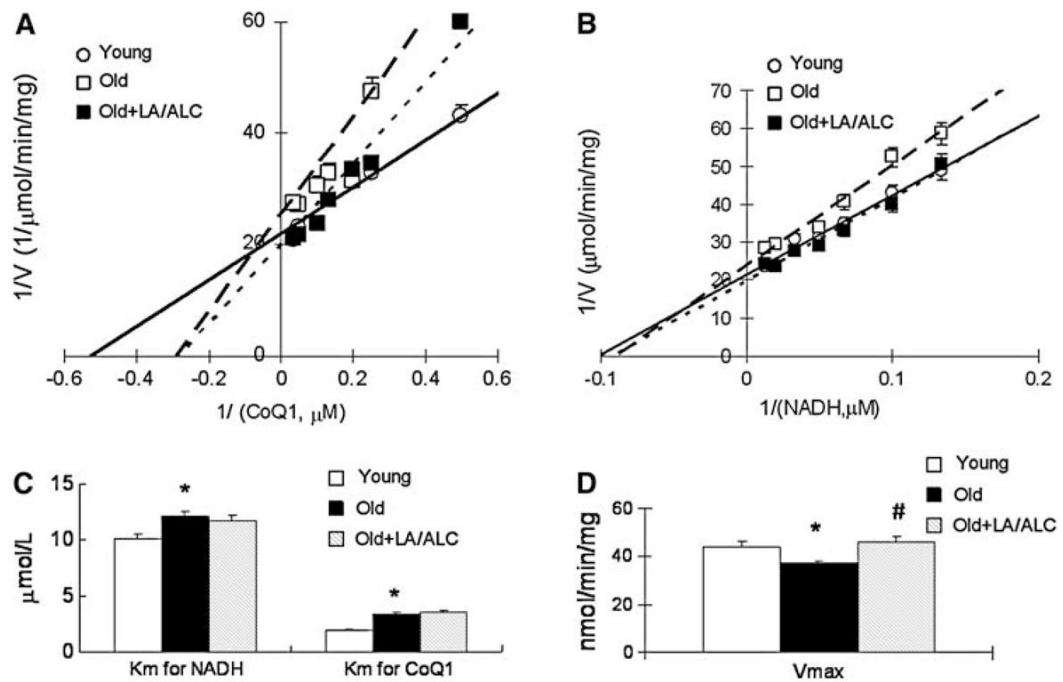 A
Young
Old
Old+LA/ALC
1/V (1/μmol/min/mg)
60
40
20
0
-0.6 -0.4 -0.2 0 0.2 0.4 0.6
1/ (CoQ1, μM)
B
Young
Old
Old+LA/ALC
1/V (μmol/min/mg)
70
60
50
40
30
20
10
0
-0.1 0 0.1 0.2
1/(NADH,μM)
C
Young
Old
Old+LA/ALC
μmol/L
15
10
5
0
*
*
Km for NADH Km for CoQ1
D
Young
Old
Old+LA/ALC
nmol/min/mg
60
40
20
0
*
#
Vmax